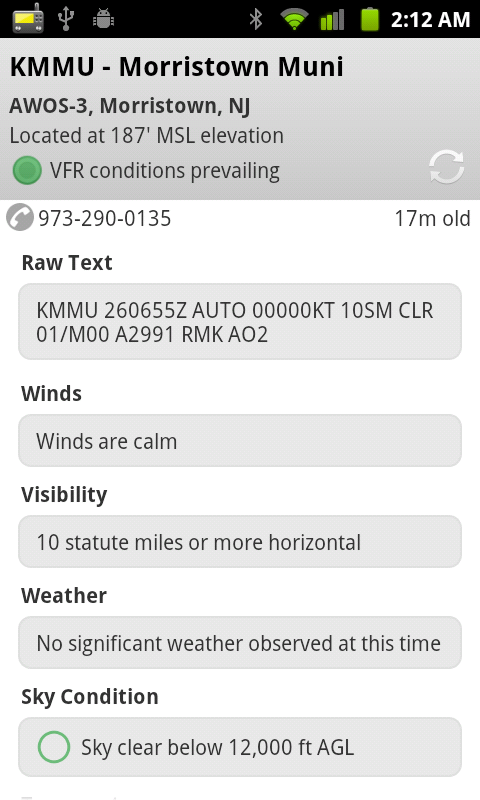 2:12 AM
KMMU - Morristown Muni
AWOS-3, Morristown, NJ
Located at 187' MSL elevation
VFR conditions prevailing
973-290-0135 17m old
Raw Text
KMMU 260655Z AUTO 00000KT 10SM CLR
01/M00 A2991 RMK AO2
Winds
Winds are calm
Visibility
10 statute miles or more horizontal
Weather
No significant weather observed at this time
Sky Condition
Sky clear below 12,000 ft AGL